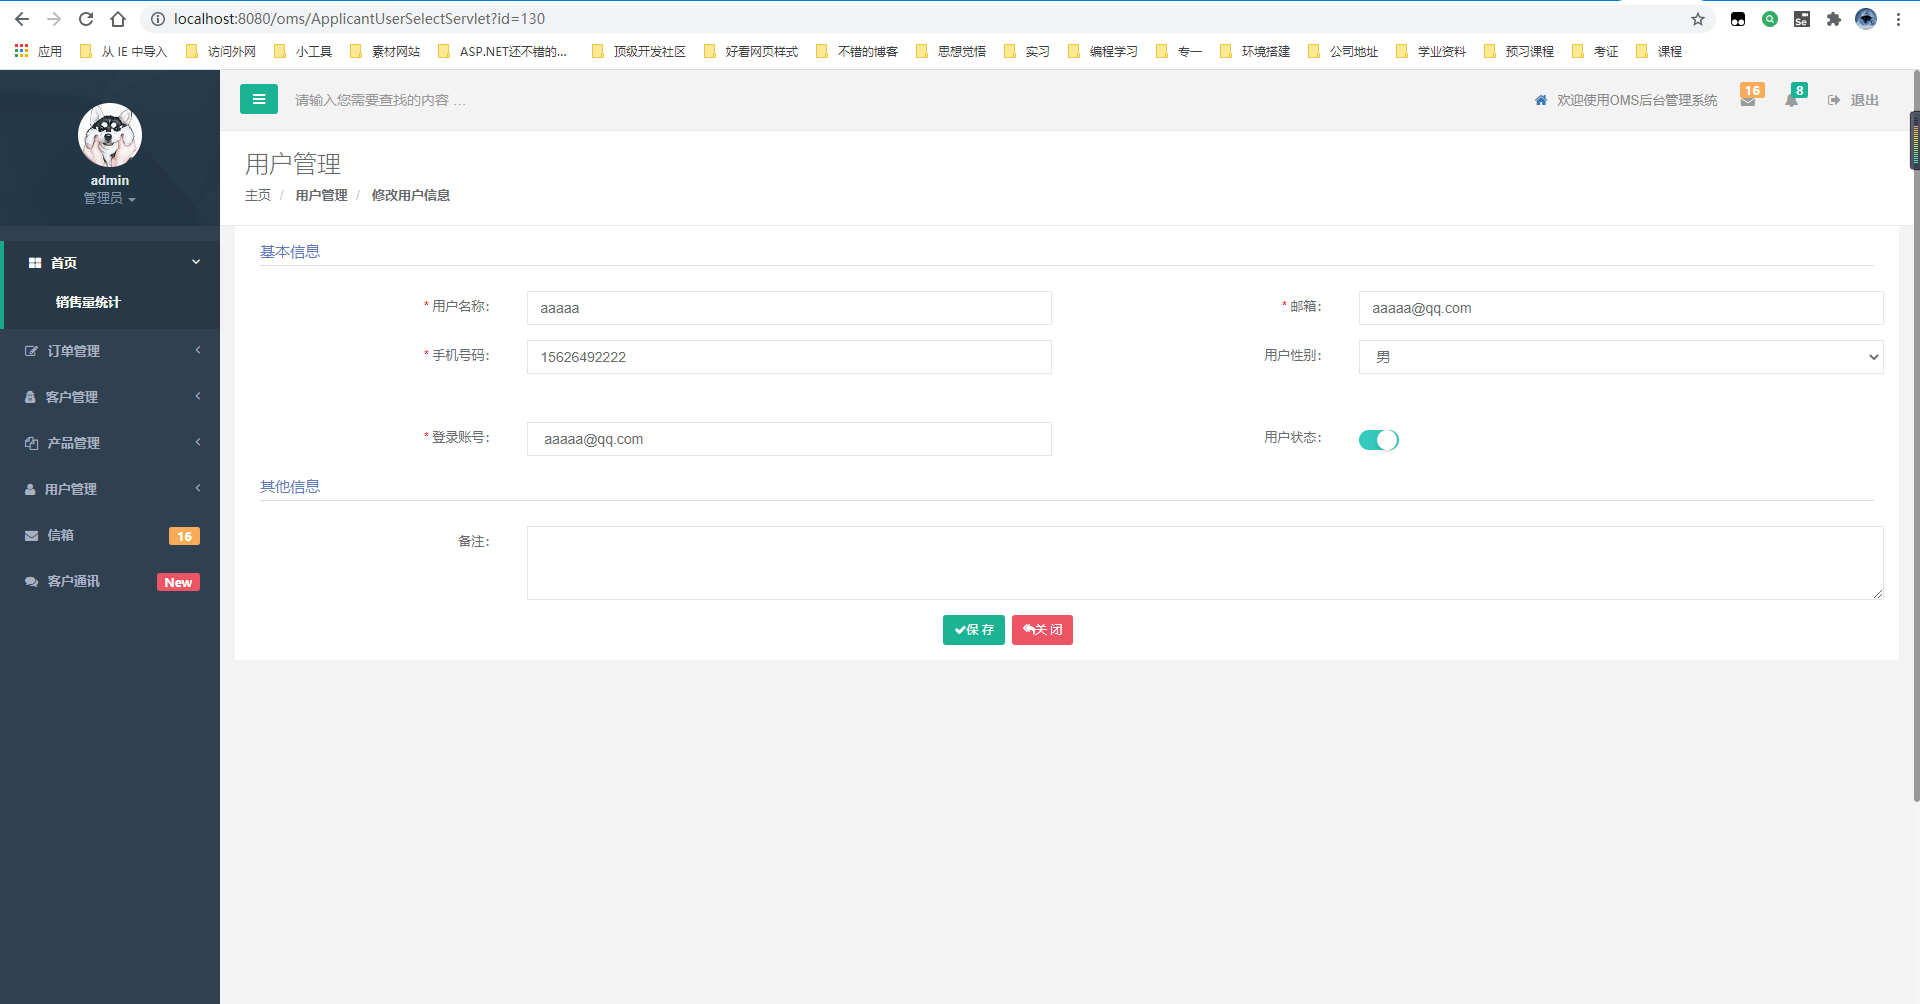 localhost:8080/oms/ApplicantUserSelectServlet?id=130
应用 从 IE 中导入 访问外网 小工具 素材网站 ASP.NET还不错的... 顶级开发社区 好看网页样式 不错的博客 思想觉悟 实习 编程学习 专一 环境搭建 公司地址 学业资料 预习课程 考证 课程
请输入您需要查找的内容 …
欢迎使用OMS后台管理系统 16 8 退出
admin
管理员
首页
销售量统计
订单管理
客户管理
产品管理
用户管理
信箱 16
客户通讯 New
用户管理
主页 / 用户管理 / 修改用户信息
基本信息
* 用户名称: aaaaa * 邮箱: aaaaa@qq.com
* 手机号码: 15626492222 用户性别: 男
* 登录账号: aaaaa@qq.com 用户状态:
其他信息
备注:
保 存 关 闭